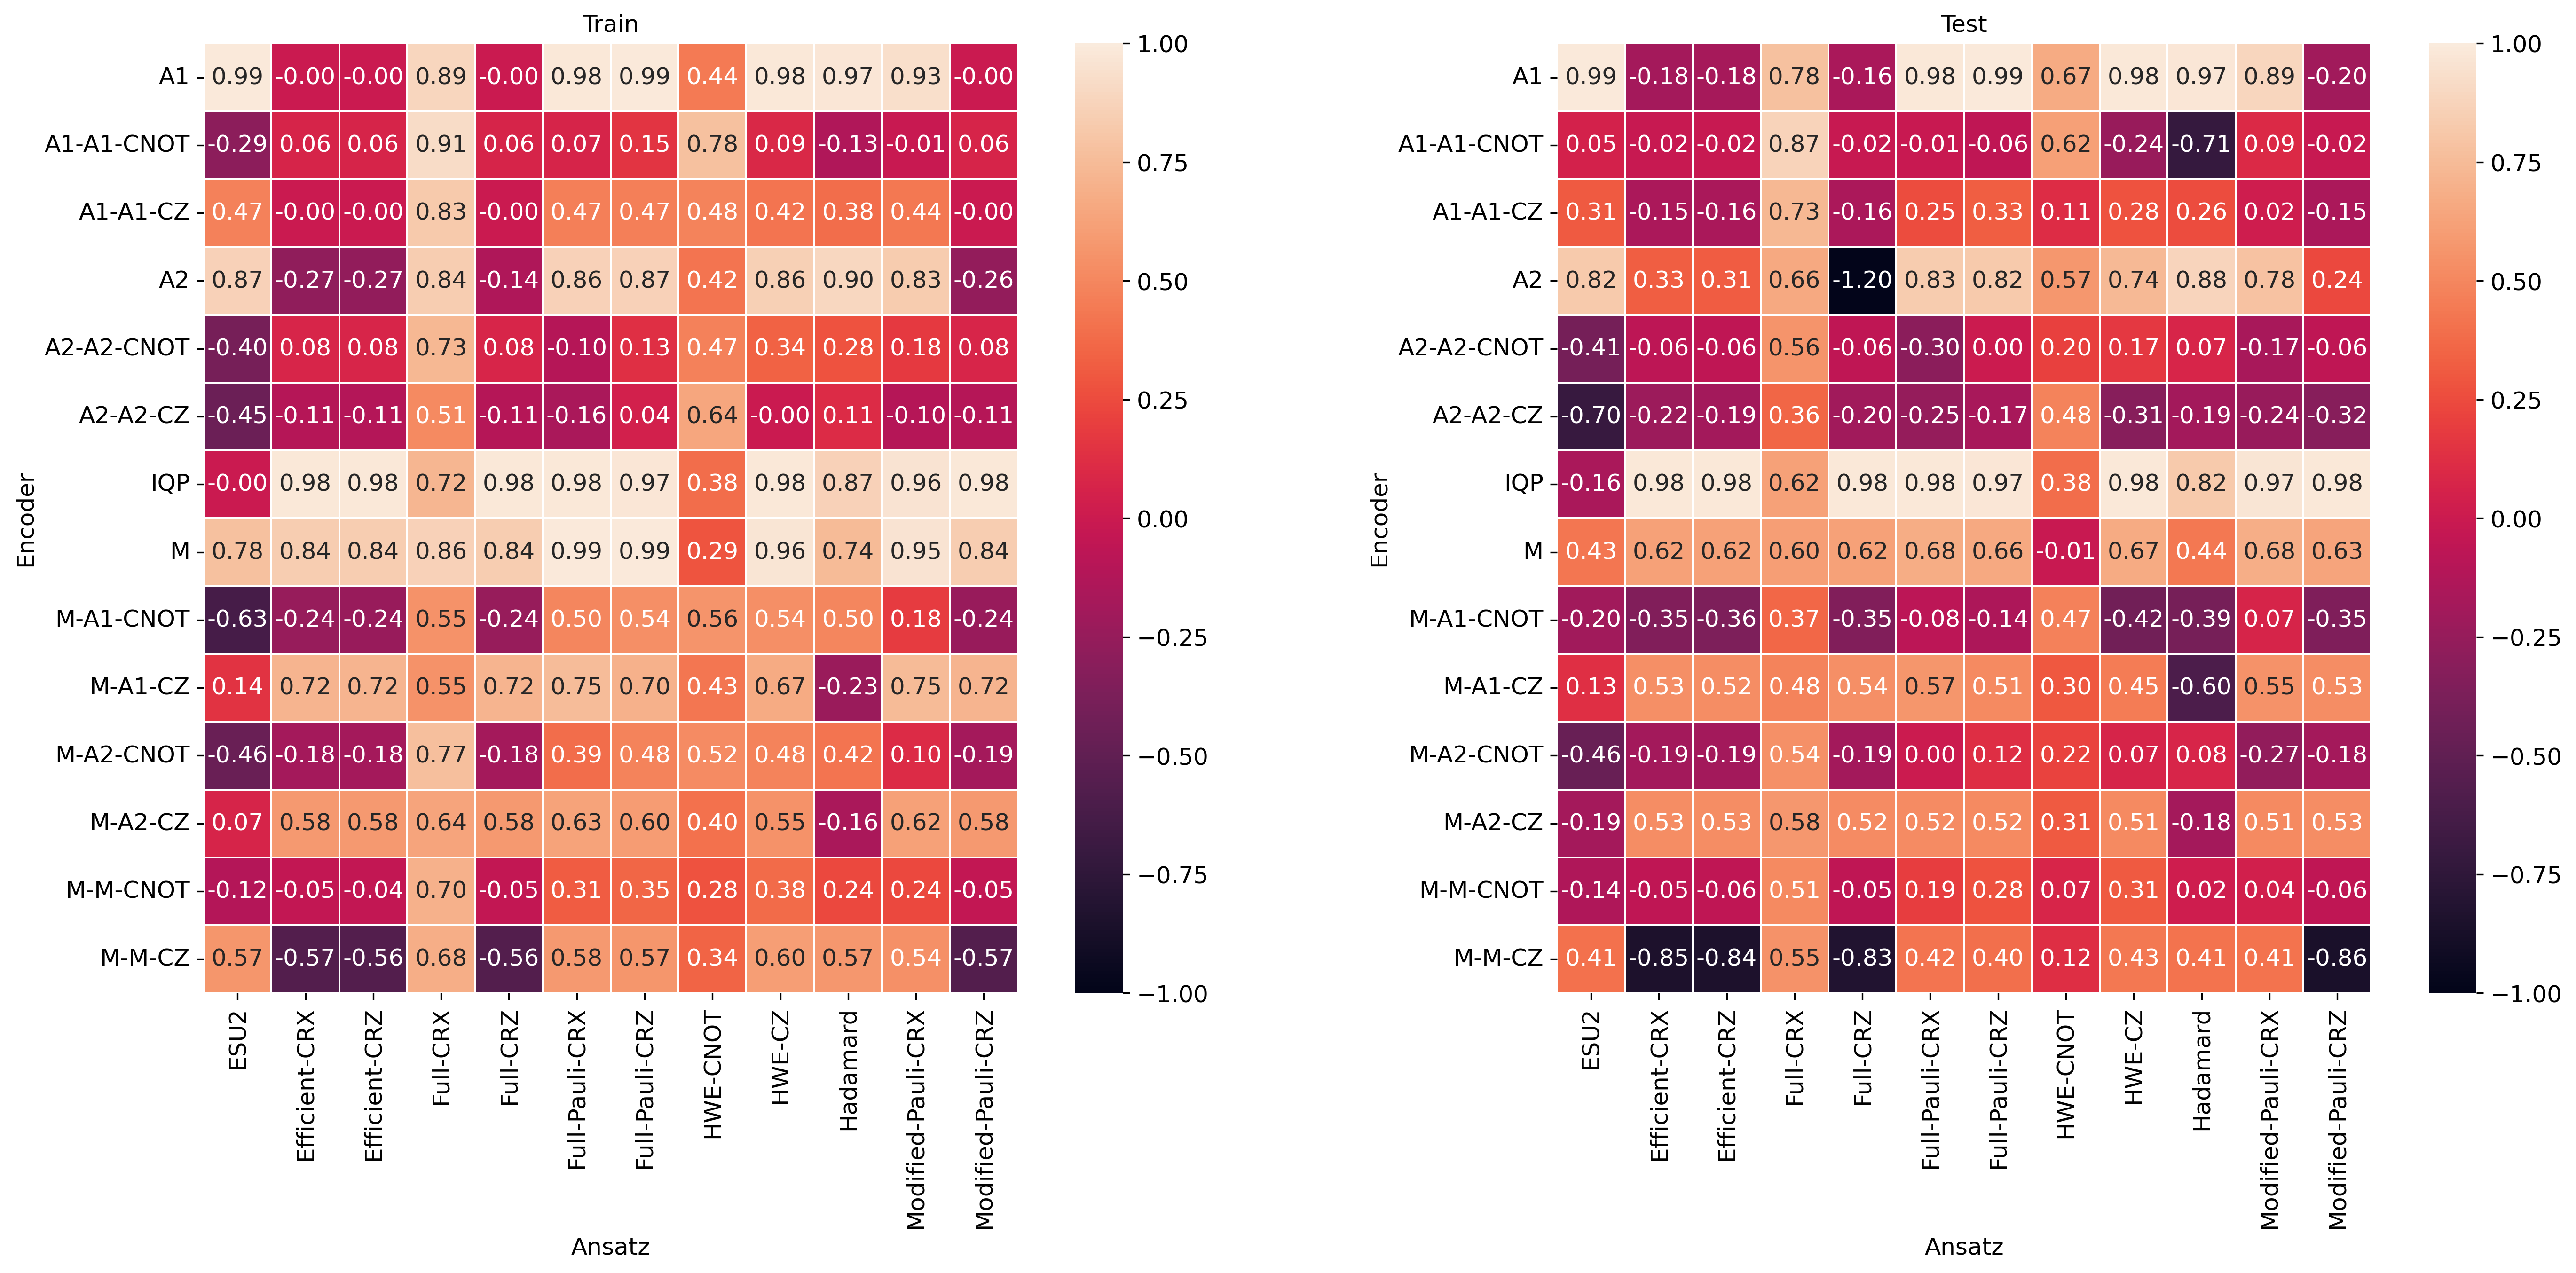 Train
A1 0.99 -0.00 -0.00 0.89 -0.00 0.98 0.99 0.44 0.98 0.97 0.93 -0.00
A1-A1-CNOT -0.29 0.06 0.06 0.91 0.06 0.07 0.15 0.78 0.09 -0.13 -0.01 0.06
A1-A1-CZ 0.47 -0.00 -0.00 0.83 -0.00 0.47 0.47 0.48 0.42 0.38 0.44 -0.00
A2 0.87 -0.27 -0.27 0.84 -0.14 0.86 0.87 0.42 0.86 0.90 0.83 -0.26
A2-A2-CNOT -0.40 0.08 0.08 0.73 0.08 -0.10 0.13 0.47 0.34 0.28 0.18 0.08
A2-A2-CZ -0.45 -0.11 -0.11 0.51 -0.11 -0.16 0.04 0.64 -0.00 0.11 -0.10 -0.11
IQP -0.00 0.98 0.98 0.72 0.98 0.98 0.97 0.38 0.98 0.87 0.96 0.98
M 0.78 0.84 0.84 0.86 0.84 0.99 0.99 0.29 0.96 0.74 0.95 0.84
M-A1-CNOT -0.63 -0.24 -0.24 0.55 -0.24 0.50 0.54 0.56 0.54 0.50 0.18 -0.24
M-A1-CZ 0.14 0.72 0.72 0.55 0.72 0.75 0.70 0.43 0.67 -0.23 0.75 0.72
M-A2-CNOT -0.46 -0.18 -0.18 0.77 -0.18 0.39 0.48 0.52 0.48 0.42 0.10 -0.19
M-A2-CZ 0.07 0.58 0.58 0.64 0.58 0.63 0.60 0.40 0.55 -0.16 0.62 0.58
M-M-CNOT -0.12 -0.05 -0.04 0.70 -0.05 0.31 0.35 0.28 0.38 0.24 0.24 -0.05
M-M-CZ 0.57 -0.57 -0.56 0.68 -0.56 0.58 0.57 0.34 0.60 0.57 0.54 -0.57
Encoder
ESU2
Efficient-CRX
Efficient-CRZ
Full-CRX
Full-CRZ
Full-Pauli-CRX
Full-Pauli-CRZ
HWE-CNOT
HWE-CZ
Hadamard
Modified-Pauli-CRX
Modified-Pauli-CRZ
Ansatz
1.00
0.75
0.50
0.25
0.00
−0.25
−0.50
−0.75
−1.00
Test
A1 0.99 -0.18 -0.18 0.78 -0.16 0.98 0.99 0.67 0.98 0.97 0.89 -0.20
A1-A1-CNOT 0.05 -0.02 -0.02 0.87 -0.02 -0.01 -0.06 0.62 -0.24 -0.71 0.09 -0.02
A1-A1-CZ 0.31 -0.15 -0.16 0.73 -0.16 0.25 0.33 0.11 0.28 0.26 0.02 -0.15
A2 0.82 0.33 0.31 0.66 -1.20 0.83 0.82 0.57 0.74 0.88 0.78 0.24
A2-A2-CNOT -0.41 -0.06 -0.06 0.56 -0.06 -0.30 0.00 0.20 0.17 0.07 -0.17 -0.06
A2-A2-CZ -0.70 -0.22 -0.19 0.36 -0.20 -0.25 -0.17 0.48 -0.31 -0.19 -0.24 -0.32
IQP -0.16 0.98 0.98 0.62 0.98 0.98 0.97 0.38 0.98 0.82 0.97 0.98
M 0.43 0.62 0.62 0.60 0.62 0.68 0.66 -0.01 0.67 0.44 0.68 0.63
M-A1-CNOT -0.20 -0.35 -0.36 0.37 -0.35 -0.08 -0.14 0.47 -0.42 -0.39 0.07 -0.35
M-A1-CZ 0.13 0.53 0.52 0.48 0.54 0.57 0.51 0.30 0.45 -0.60 0.55 0.53
M-A2-CNOT -0.46 -0.19 -0.19 0.54 -0.19 0.00 0.12 0.22 0.07 0.08 -0.27 -0.18
M-A2-CZ -0.19 0.53 0.53 0.58 0.52 0.52 0.52 0.31 0.51 -0.18 0.51 0.53
M-M-CNOT -0.14 -0.05 -0.06 0.51 -0.05 0.19 0.28 0.07 0.31 0.02 0.04 -0.06
M-M-CZ 0.41 -0.85 -0.84 0.55 -0.83 0.42 0.40 0.12 0.43 0.41 0.41 -0.86
Encoder
ESU2
Efficient-CRX
Efficient-CRZ
Full-CRX
Full-CRZ
Full-Pauli-CRX
Full-Pauli-CRZ
HWE-CNOT
HWE-CZ
Hadamard
Modified-Pauli-CRX
Modified-Pauli-CRZ
Ansatz
1.00
0.75
0.50
0.25
0.00
−0.25
−0.50
−0.75
−1.00